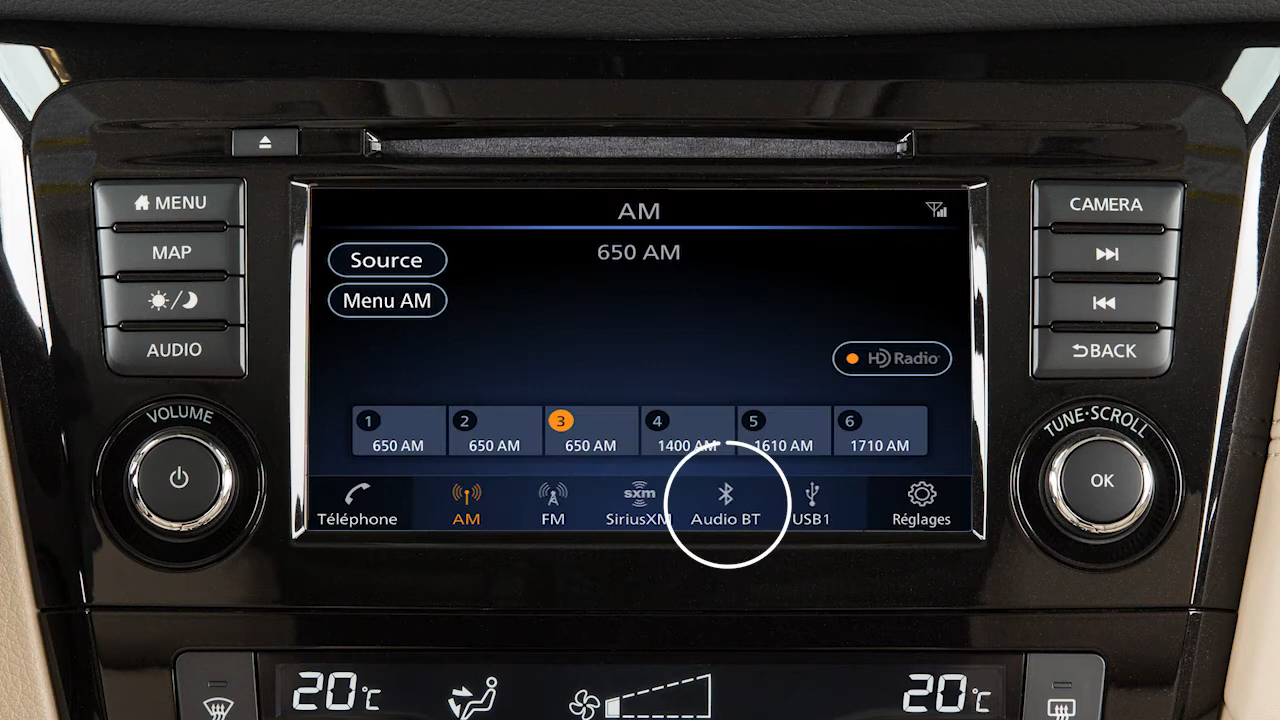 MENU
MAP
AUDIO
VOLUME
AM
650 AM
Source
Menu AM
HD Radio
1 2 3 4 5 6
650 AM 650 AM 650 AM 1400 AM 1610 AM 1710 AM
sxm
Téléphone AM FM SiriusXM Audio BT USB1 Réglages
CAMERA
BACK
TUNE·SCROLL
OK
20°C 20°C